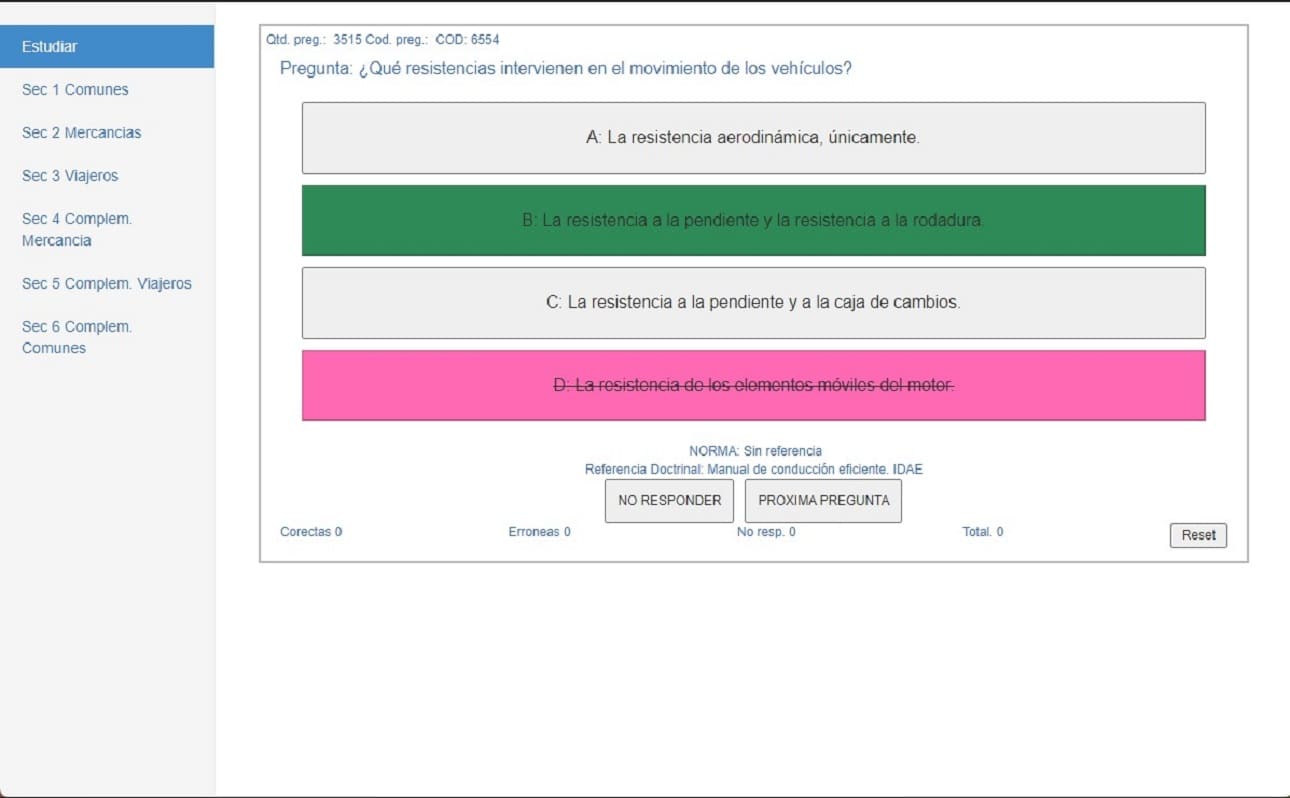 Estudiar
Sec 1 Comunes
Sec 2 Mercancias
Sec 3 Viajeros
Sec 4 Complem.
Mercancia
Sec 5 Complem. Viajeros
Sec 6 Complem.
Comunes
Qtd. preg.: 3515 Cod. preg.: COD: 6554
Pregunta: ¿Qué resistencias intervienen en el movimiento de los vehículos?
A: La resistencia aerodinámica, únicamente.
B: La resistencia a la pendiente y la resistencia a la rodadura.
C: La resistencia a la pendiente y a la caja de cambios.
D: La resistencia de los elementos móviles del motor.
NORMA: Sin referencia
Referencia Doctrinal: Manual de conducción eficiente. IDAE
NO RESPONDER PROXIMA PREGUNTA
Corectas 0 Erroneas 0 No resp. 0 Total. 0 Reset